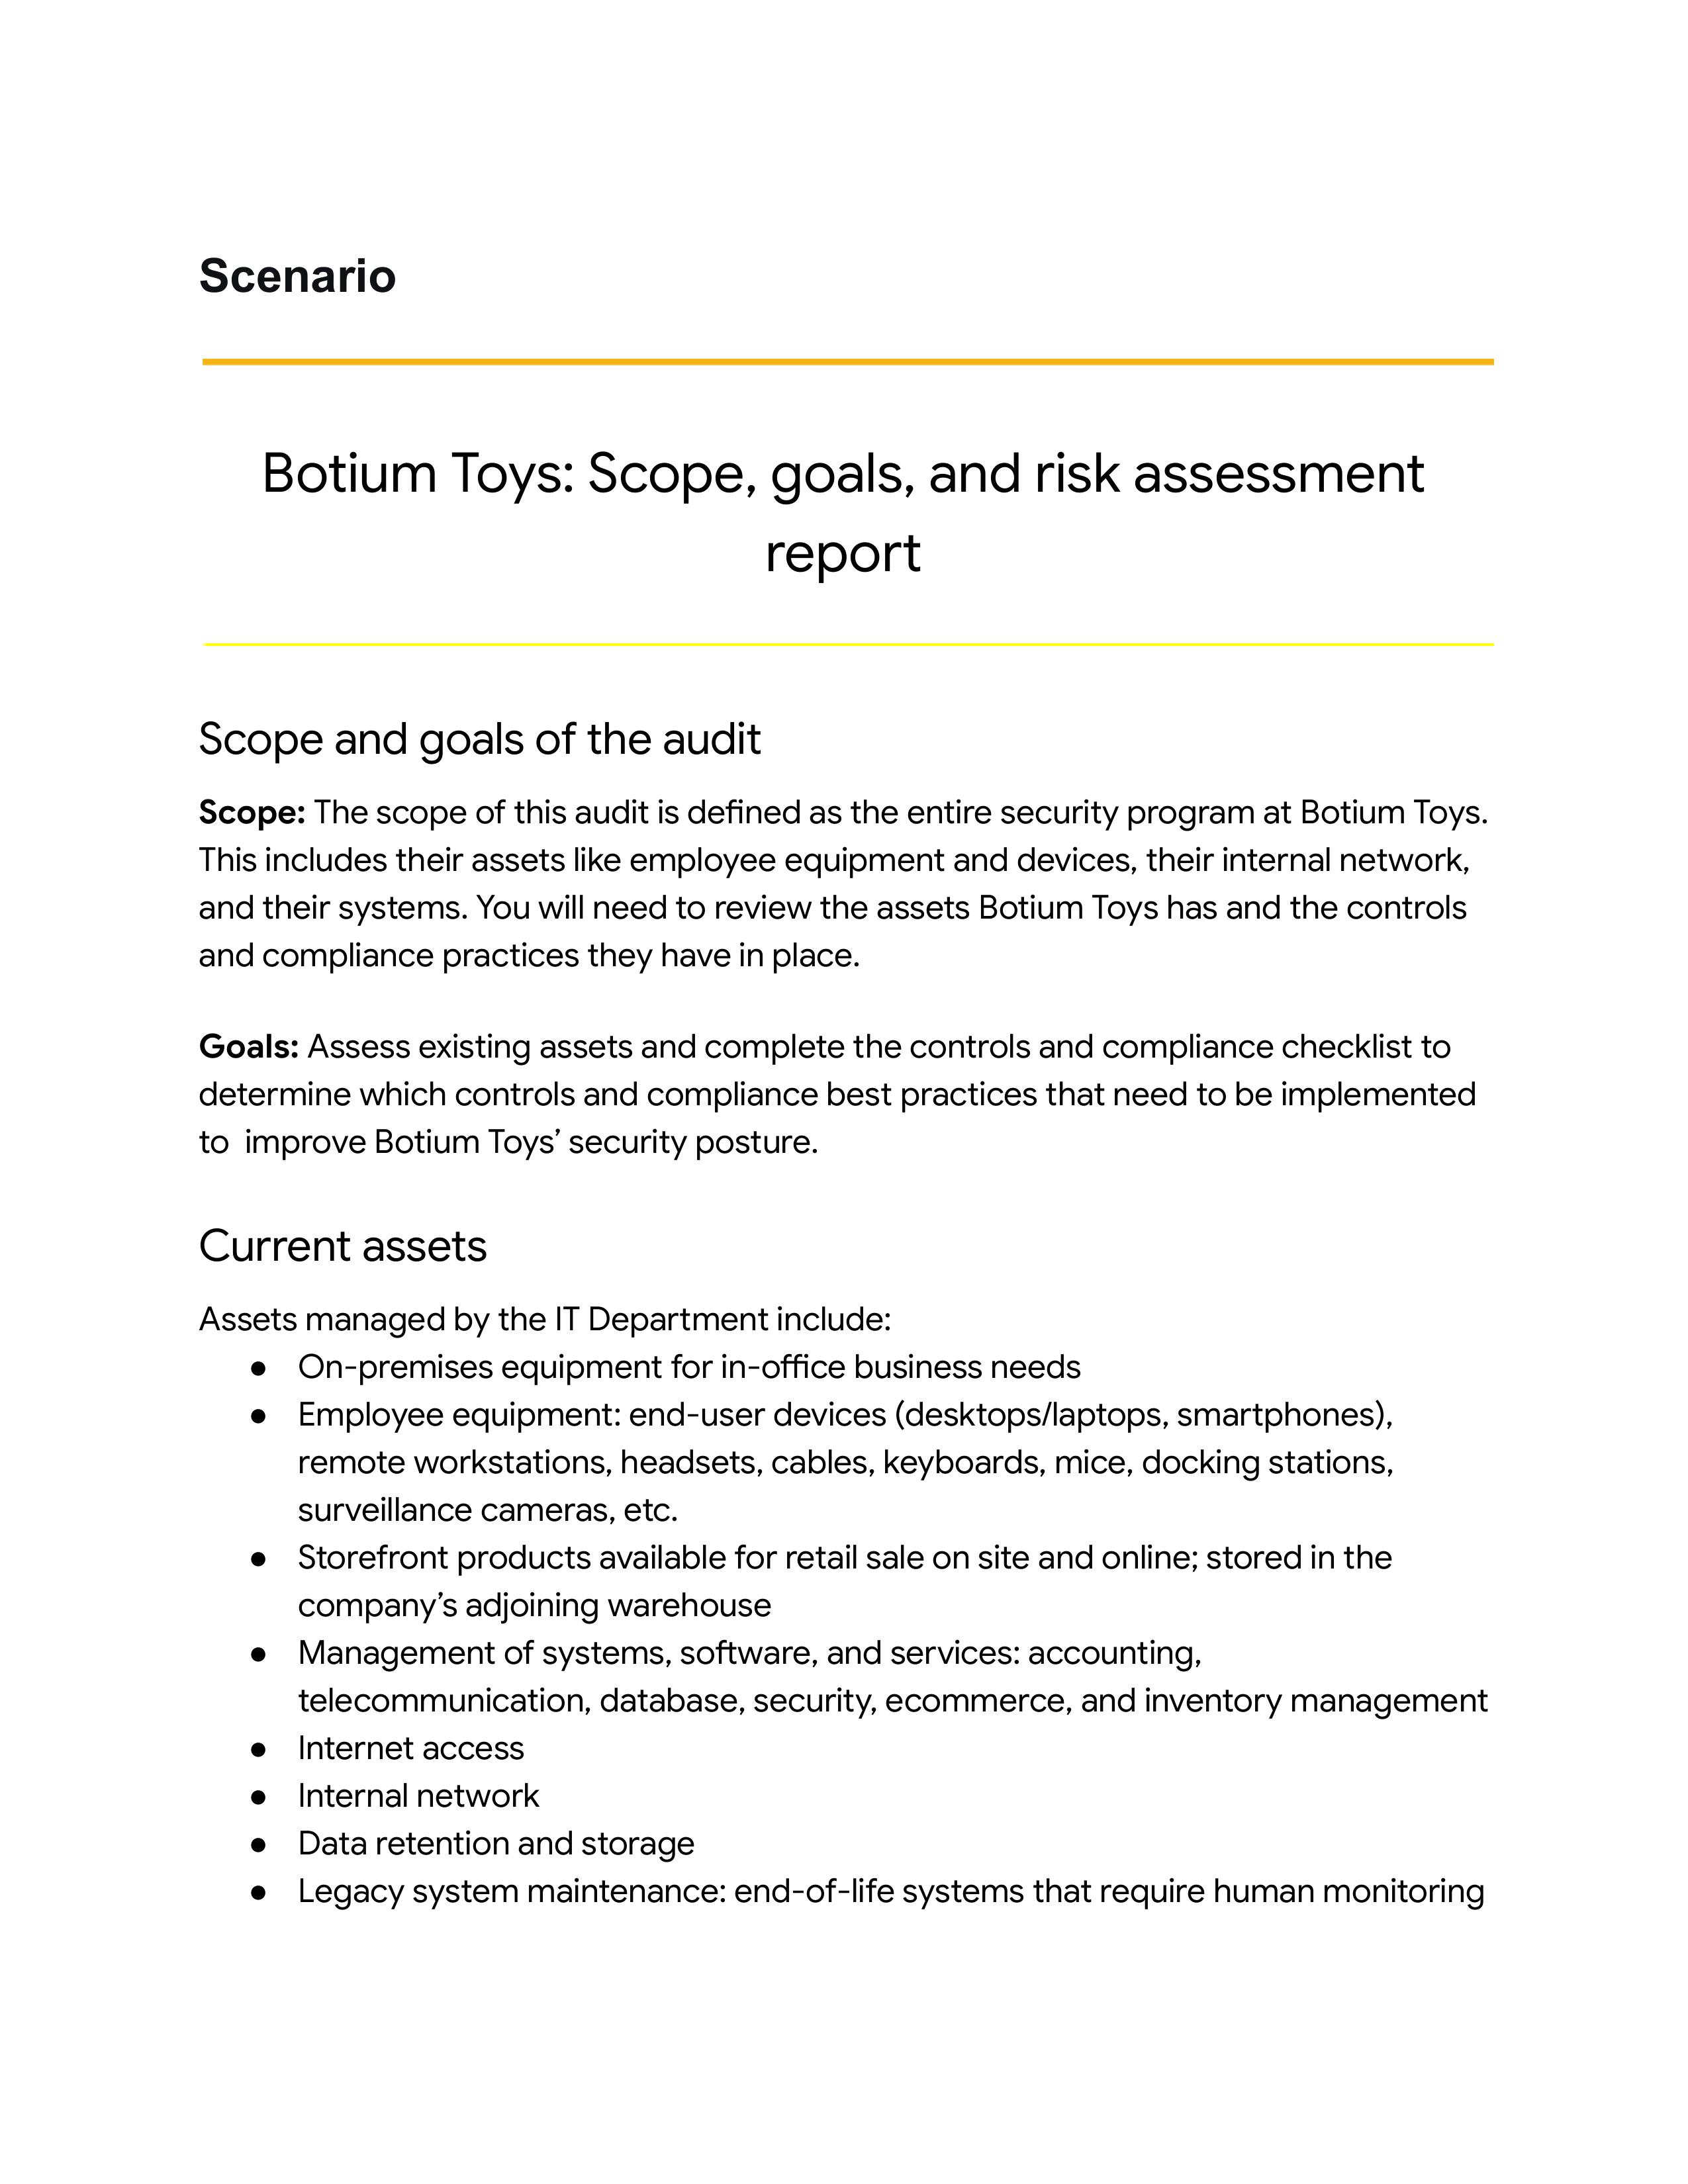 Scenario
Botium Toys: Scope, goals, and risk assessment
report
Scope and goals of the audit
Scope: The scope of this audit is defined as the entire security program at Botium Toys.
This includes their assets like employee equipment and devices, their internal network,
and their systems. You will need to review the assets Botium Toys has and the controls
and compliance practices they have in place.
Goals: Assess existing assets and complete the controls and compliance checklist to
determine which controls and compliance best practices that need to be implemented
to  improve Botium Toys’ security posture.
Current assets
Assets managed by the IT Department include:
● On-premises equipment for in-office business needs
● Employee equipment: end-user devices (desktops/laptops, smartphones),
remote workstations, headsets, cables, keyboards, mice, docking stations,
surveillance cameras, etc.
● Storefront products available for retail sale on site and online; stored in the
company’s adjoining warehouse
● Management of systems, software, and services: accounting,
telecommunication, database, security, ecommerce, and inventory management
● Internet access
● Internal network
● Data retention and storage
● Legacy system maintenance: end-of-life systems that require human monitoring